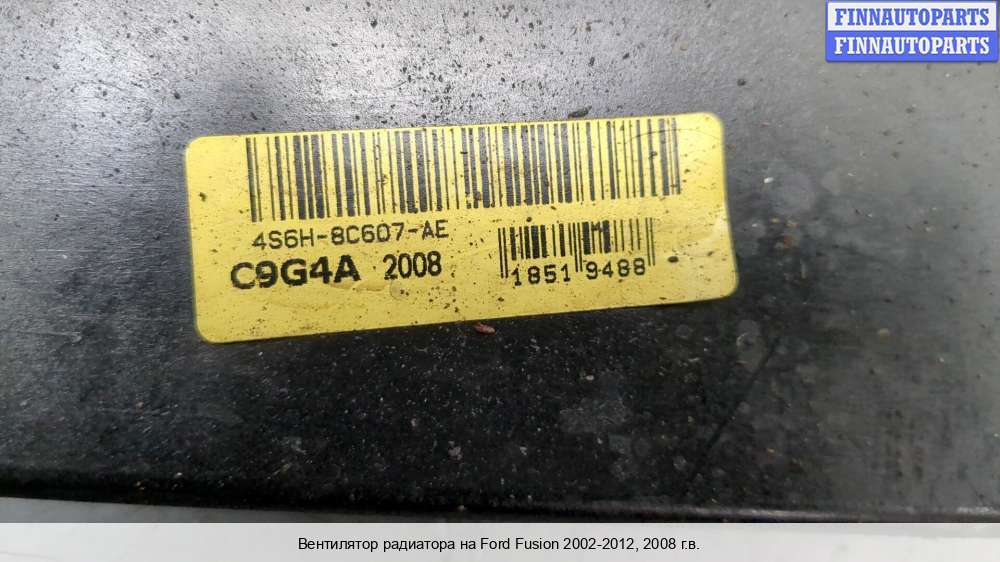 FINNAUTOPARTS
FINNAUTOPARTS
4S6H-8C607-AE
C9G4A 2008
1851 9488
Вентилятор радиатора на Ford Fusion 2002-2012, 2008 г.в.